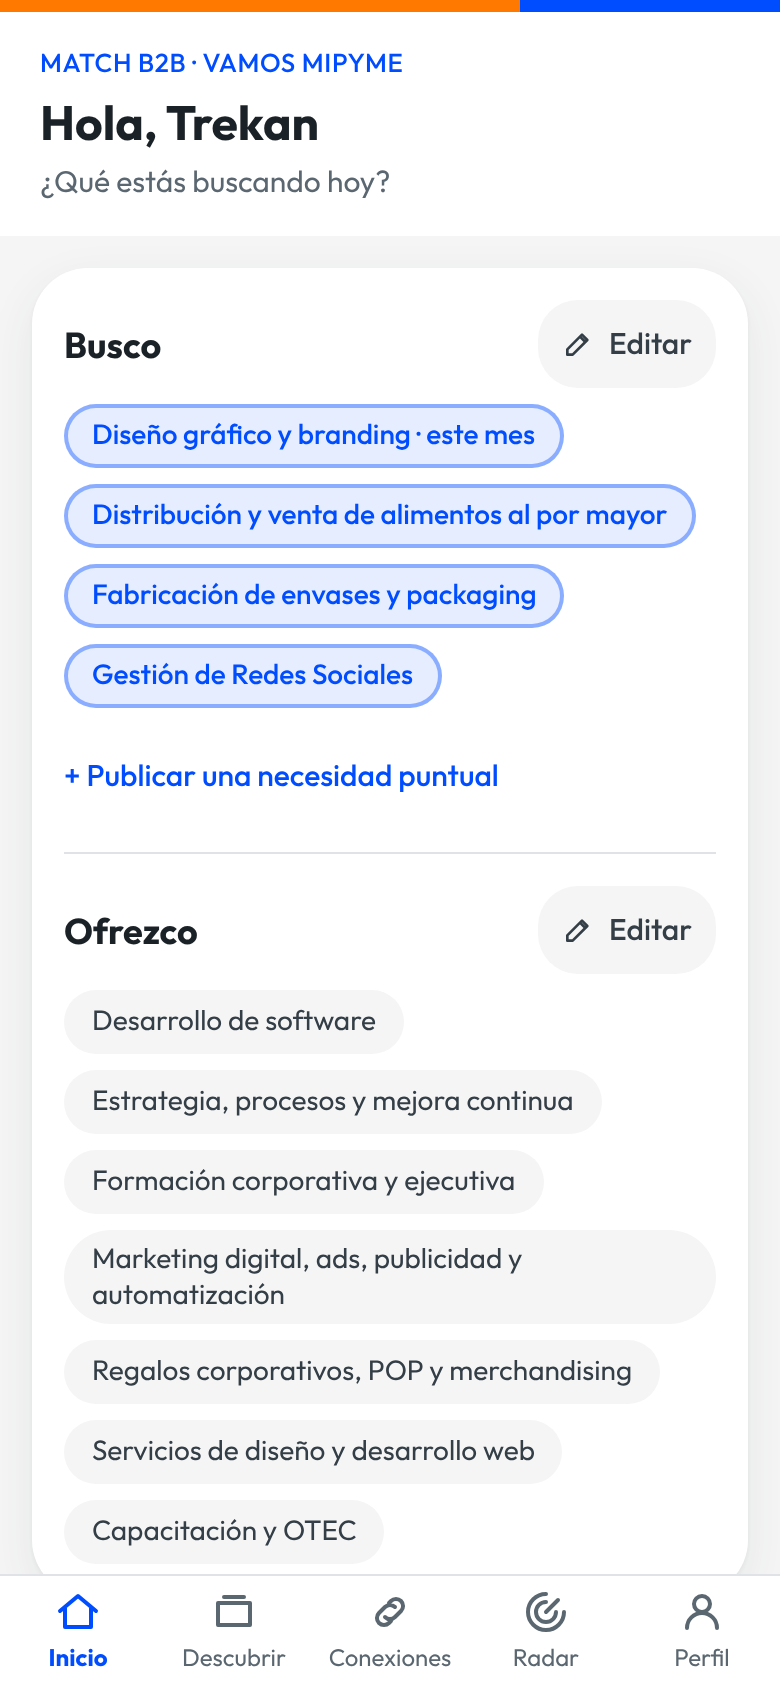 MATCH B2B · VAMOS MIPYME
Hola, Trekan
¿Qué estás buscando hoy?
Busco
Editar
Diseño gráfico y branding · este mes
Distribución y venta de alimentos al por mayor
Fabricación de envases y packaging
Gestión de Redes Sociales
+ Publicar una necesidad puntual
Ofrezco
Editar
Desarrollo de software
Estrategia, procesos y mejora continua
Formación corporativa y ejecutiva
Marketing digital, ads, publicidad y
automatización
Regalos corporativos, POP y merchandising
Servicios de diseño y desarrollo web
Capacitación y OTEC
Inicio
Descubrir
Conexiones
Radar
Perfil